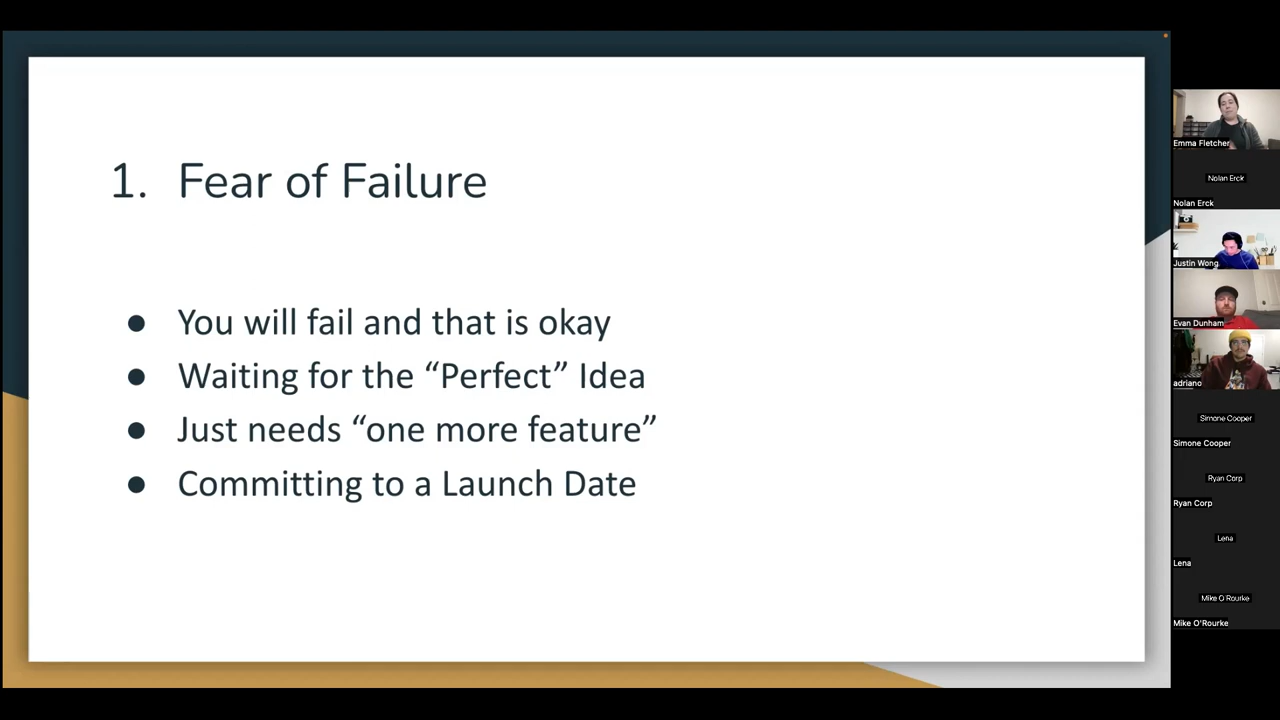 1. Fear of Failure
● You will fail and that is okay
● Waiting for the “Perfect” Idea
● Just needs “one more feature”
● Committing to a Launch Date
Emma Fletcher
Nolan Erck
Nolan Erck
Justin Wong
Evan Dunham
adriano
Simone Cooper
Simone Cooper
Ryan Corp
Ryan Corp
Lena
Lena
Mike O Rourke
Mike O'Rourke